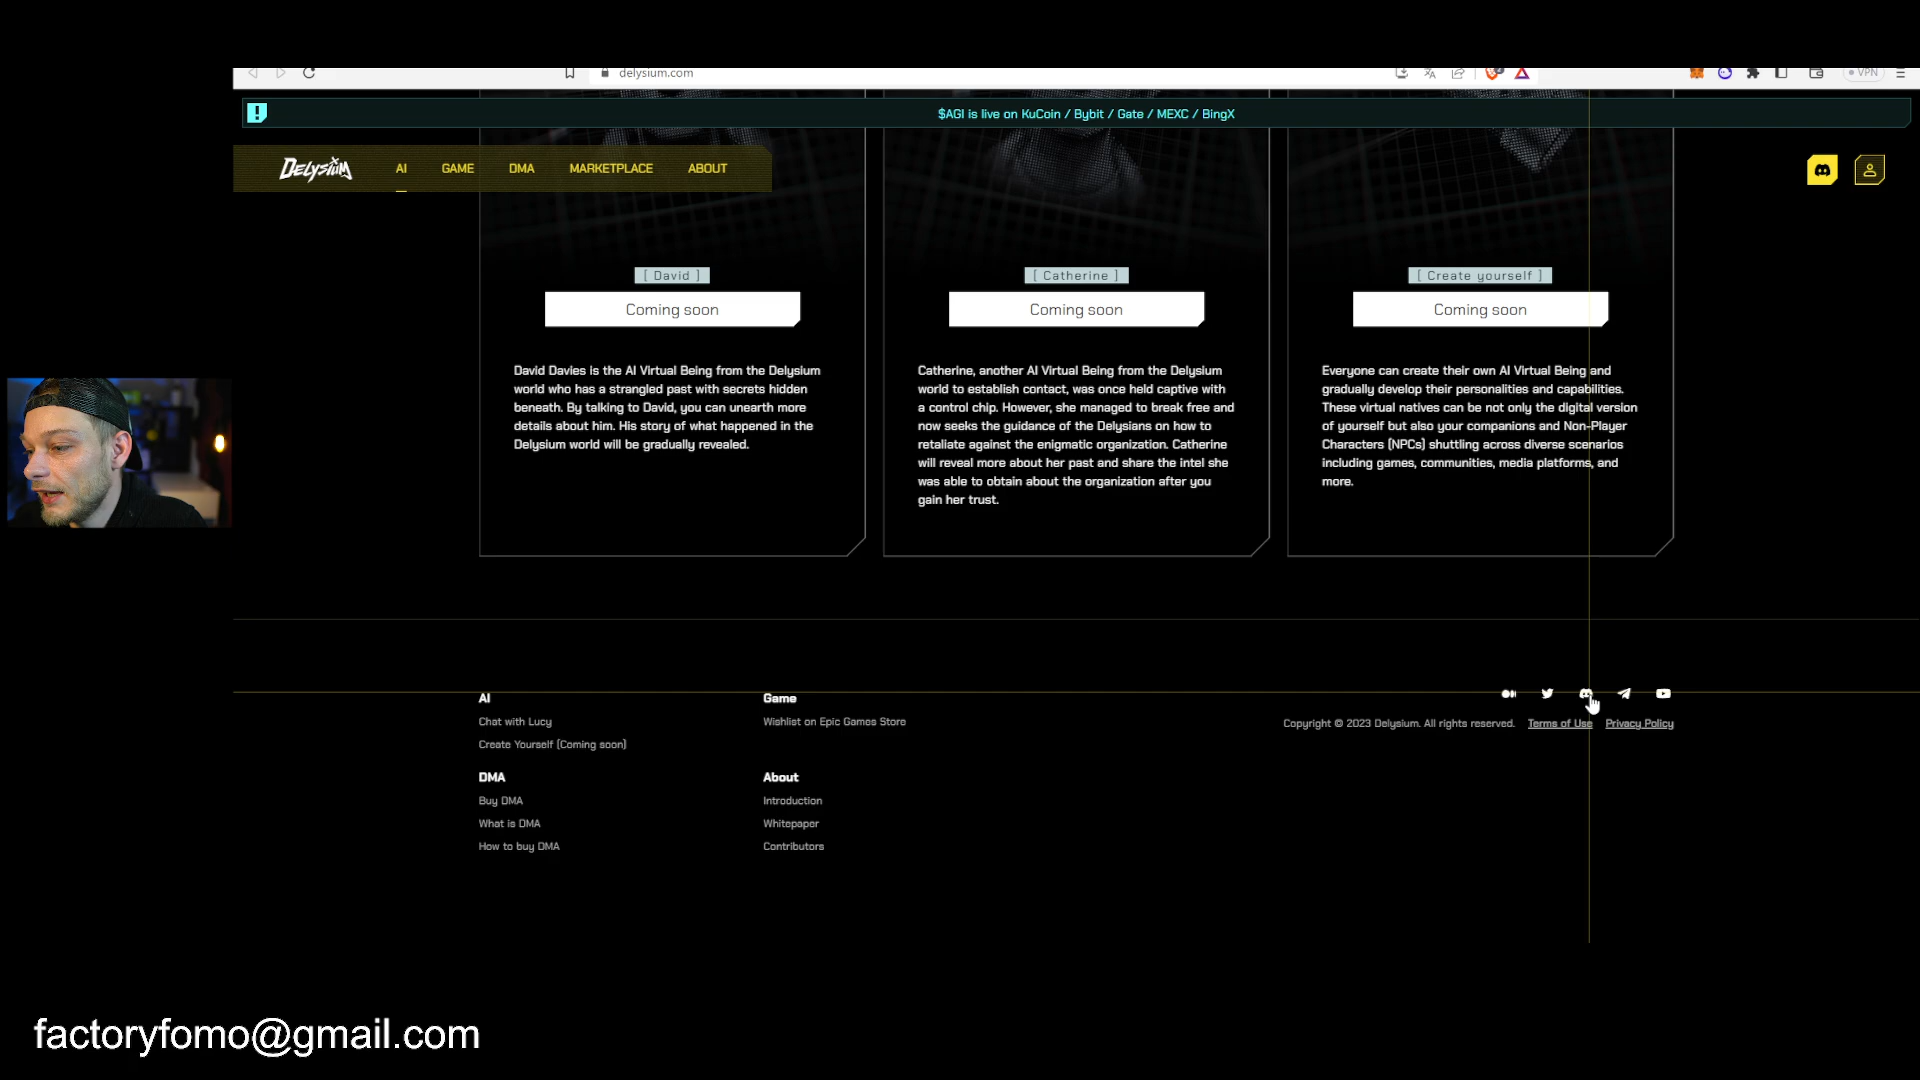 delysium.com
VPN
$AGI is live on KuCoin / Bybit / Gate / MEXC / BingX
DELYSIUM
AI
GAME
DMA
MARKETPLACE
ABOUT
[ David ]
Coming soon
David Davies is the AI Virtual Being from the Delysium
world who has a strangled past with secrets hidden
beneath. By talking to David, you can unearth more
details about him. His story of what happened in the
Delysium world will be gradually revealed.
[ Catherine ]
Coming soon
Catherine, another AI Virtual Being from the Delysium
world to establish contact, was once held captive with
a control chip. However, she managed to break free and
now seeks the guidance of the Delysians on how to
retaliate against the enigmatic organization. Catherine
will reveal more about her past and share the intel she
was able to obtain about the organization after you
gain her trust.
[ Create yourself ]
Coming soon
Everyone can create their own AI Virtual Being and
gradually develop their personalities and capabilities.
These virtual natives can be not only the digital version
of yourself but also your companions and Non-Player
Characters (NPCs) shuttling across diverse scenarios
including games, communities, media platforms, and
more.
AI
Chat with Lucy
Create Yourself (Coming soon)
DMA
Buy DMA
What is DMA
How to buy DMA
Game
Wishlist on Epic Games Store
About
Introduction
Whitepaper
Contributors
Copyright © 2023 Delysium. All rights reserved.
Terms of Use
Privacy Policy
factoryfomo@gmail.com